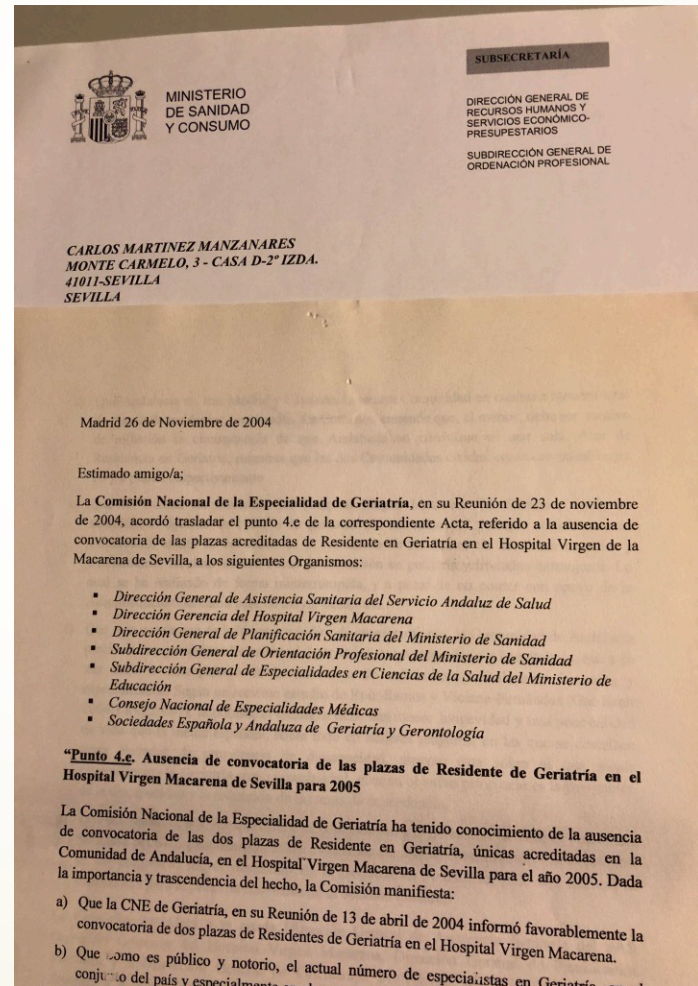 MINISTERIO
DE SANIDAD
Y CONSUMO
SUBSECRETARÍA
DIRECCIÓN GENERAL DE
RECURSOS HUMANOS Y
SERVICIOS ECONÓMICO-
PRESUPESTARIOS
SUBDIRECCIÓN GENERAL DE
ORDENACIÓN PROFESIONAL
CARLOS MARTINEZ MANZANARES
MONTE CARMELO, 3 - CASA D-2º IZDA.
41011-SEVILLA
SEVILLA
Madrid 26 de Noviembre de 2004
Estimado amigo/a;
La Comisión Nacional de la Especialidad de Geriatría, en su Reunión de 23 de noviembre
de 2004, acordó trasladar el punto 4.e de la correspondiente Acta, referido a la ausencia de
convocatoria de las plazas acreditadas de Residente en Geriatría en el Hospital Virgen de la
Macarena de Sevilla, a los siguientes Organismos:
▪ Dirección General de Asistencia Sanitaria del Servicio Andaluz de Salud
▪ Dirección Gerencia del Hospital Virgen Macarena
▪ Dirección General de Planificación Sanitaria del Ministerio de Sanidad
▪ Subdirección General de Orientación Profesional del Ministerio de Sanidad
▪ Subdirección General de Especialidades en Ciencias de la Salud del Ministerio de
Educación
▪ Consejo Nacional de Especialidades Médicas
▪ Sociedades Española y Andaluza de Geriatría y Gerontología
“Punto 4.e. Ausencia de convocatoria de las plazas de Residente de Geriatría en el
Hospital Virgen Macarena de Sevilla para 2005
La Comisión Nacional de la Especialidad de Geriatría ha tenido conocimiento de la ausencia
de convocatoria de las dos plazas de Residente en Geriatría, únicas acreditadas en la
Comunidad de Andalucía, en el Hospital Virgen Macarena de Sevilla para el año 2005. Dada
la importancia y trascendencia del hecho, la Comisión manifiesta:
a) Que la CNE de Geriatría, en su Reunión de 13 de abril de 2004 informó favorablemente la
convocatoria de dos plazas de Residentes de Geriatría en el Hospital Virgen Macarena.
b) Que como es público y notorio, el actual número de especialistas en Geriatría
del país y especialmente